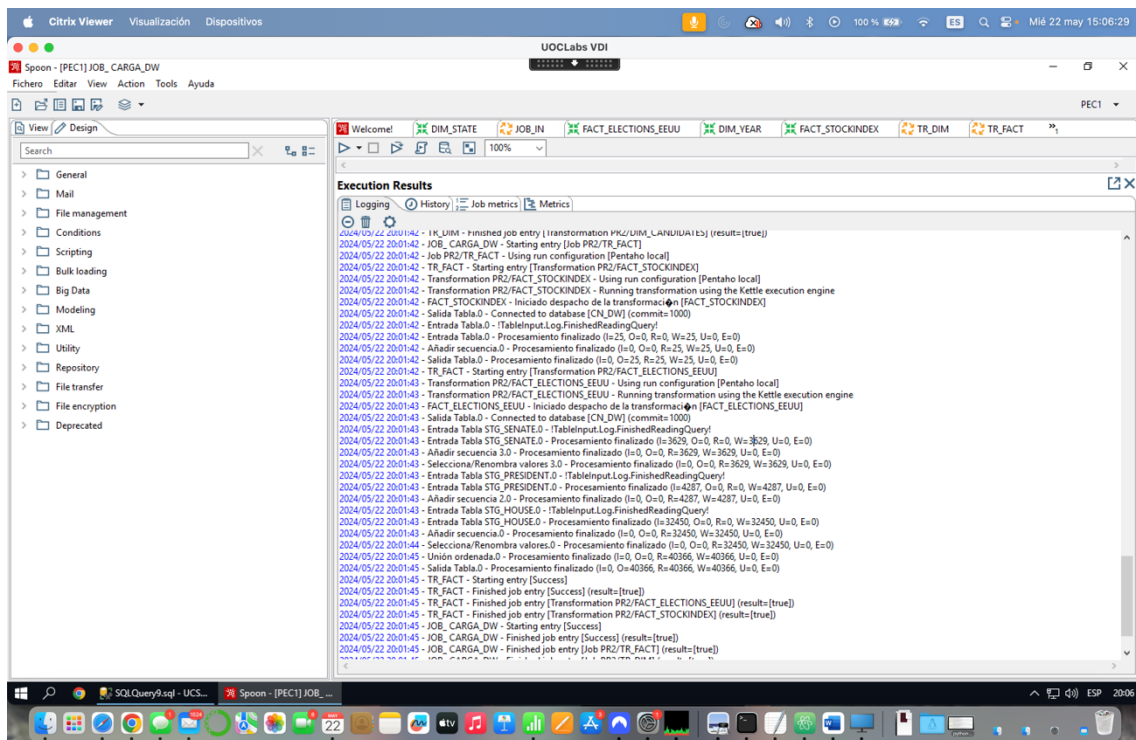 Citrix Viewer Visualización Dispositivos 100 % ES Mié 22 may 15:06:29
UOCLabs VDI
Spoon - [PEC1] JOB_ CARGA_DW
Fichero Editar View Action Tools Ayuda
PEC1
View Design
Welcome! DIM_STATE JOB_IN FACT_ELECTIONS_EEUU DIM_YEAR FACT_STOCKINDEX TR_DIM TR_FACT »1
Search
100%
General
Mail
File management
Conditions
Scripting
Bulk loading
Big Data
Modeling
XML
Utility
Repository
File transfer
File encryption
Deprecated
Execution Results
Logging History Job metrics Metrics
2024/05/22 20:01:42 - TR_DIM - Finished job entry [Transformation PR2/DIM_CANDIDATES] (result=[true])
2024/05/22 20:01:42 - JOB_ CARGA_DW - Starting entry [Job PR2/TR_FACT]
2024/05/22 20:01:42 - Job PR2/TR_FACT - Using run configuration [Pentaho local]
2024/05/22 20:01:42 - TR_FACT - Starting entry [Transformation PR2/FACT_STOCKINDEX]
2024/05/22 20:01:42 - Transformation PR2/FACT_STOCKINDEX - Using run configuration [Pentaho local]
2024/05/22 20:01:42 - Transformation PR2/FACT_STOCKINDEX - Running transformation using the Kettle execution engine
2024/05/22 20:01:42 - FACT_STOCKINDEX - Iniciado despacho de la transformaci�n [FACT_STOCKINDEX]
2024/05/22 20:01:42 - Salida Tabla.0 - Connected to database [CN_DW] (commit=1000)
2024/05/22 20:01:42 - Entrada Tabla.0 - !TableInput.Log.FinishedReadingQuery!
2024/05/22 20:01:42 - Entrada Tabla.0 - Procesamiento finalizado (I=25, O=0, R=0, W=25, U=0, E=0)
2024/05/22 20:01:42 - Añadir secuencia.0 - Procesamiento finalizado (I=0, O=0, R=25, W=25, U=0, E=0)
2024/05/22 20:01:42 - Salida Tabla.0 - Procesamiento finalizado (I=0, O=25, R=25, W=25, U=0, E=0)
2024/05/22 20:01:42 - TR_FACT - Starting entry [Transformation PR2/FACT_ELECTIONS_EEUU]
2024/05/22 20:01:43 - Transformation PR2/FACT_ELECTIONS_EEUU - Using run configuration [Pentaho local]
2024/05/22 20:01:43 - Transformation PR2/FACT_ELECTIONS_EEUU - Running transformation using the Kettle execution engine
2024/05/22 20:01:43 - FACT_ELECTIONS_EEUU - Iniciado despacho de la transformaci�n [FACT_ELECTIONS_EEUU]
2024/05/22 20:01:43 - Salida Tabla.0 - Connected to database [CN_DW] (commit=1000)
2024/05/22 20:01:43 - Entrada Tabla STG_SENATE.0 - !TableInput.Log.FinishedReadingQuery!
2024/05/22 20:01:43 - Entrada Tabla STG_SENATE.0 - Procesamiento finalizado (I=3629, O=0, R=0, W=3629, U=0, E=0)
2024/05/22 20:01:43 - Añadir secuencia 3.0 - Procesamiento finalizado (I=0, O=0, R=3629, W=3629, U=0, E=0)
2024/05/22 20:01:43 - Selecciona/Renombra valores 3.0 - Procesamiento finalizado (I=0, O=0, R=3629, W=3629, U=0, E=0)
2024/05/22 20:01:43 - Entrada Tabla STG_PRESIDENT.0 - !TableInput.Log.FinishedReadingQuery!
2024/05/22 20:01:43 - Entrada Tabla STG_PRESIDENT.0 - Procesamiento finalizado (I=4287, O=0, R=0, W=4287, U=0, E=0)
2024/05/22 20:01:43 - Añadir secuencia 2.0 - Procesamiento finalizado (I=0, O=0, R=4287, W=4287, U=0, E=0)
2024/05/22 20:01:43 - Entrada Tabla STG_HOUSE.0 - !TableInput.Log.FinishedReadingQuery!
2024/05/22 20:01:43 - Entrada Tabla STG_HOUSE.0 - Procesamiento finalizado (I=32450, O=0, R=0, W=32450, U=0, E=0)
2024/05/22 20:01:43 - Añadir secuencia.0 - Procesamiento finalizado (I=0, O=0, R=32450, W=32450, U=0, E=0)
2024/05/22 20:01:44 - Selecciona/Renombra valores.0 - Procesamiento finalizado (I=0, O=0, R=32450, W=32450, U=0, E=0)
2024/05/22 20:01:45 - Unión ordenada.0 - Procesamiento finalizado (I=0, O=0, R=40366, W=40366, U=0, E=0)
2024/05/22 20:01:45 - Salida Tabla.0 - Procesamiento finalizado (I=0, O=40366, R=40366, W=40366, U=0, E=0)
2024/05/22 20:01:45 - TR_FACT - Starting entry [Success]
2024/05/22 20:01:45 - TR_FACT - Finished job entry [Success] (result=[true])
2024/05/22 20:01:45 - TR_FACT - Finished job entry [Transformation PR2/FACT_ELECTIONS_EEUU] (result=[true])
2024/05/22 20:01:45 - TR_FACT - Finished job entry [Transformation PR2/FACT_STOCKINDEX] (result=[true])
2024/05/22 20:01:45 - JOB_ CARGA_DW - Starting entry [Success]
2024/05/22 20:01:45 - JOB_ CARGA_DW - Finished job entry [Success] (result=[true])
2024/05/22 20:01:45 - JOB_ CARGA_DW - Finished job entry [Job PR2/TR_FACT] (result=[true])
SQLQuery9.sql - UCS... Spoon - [PEC1] JOB_ ... ESP 20:06